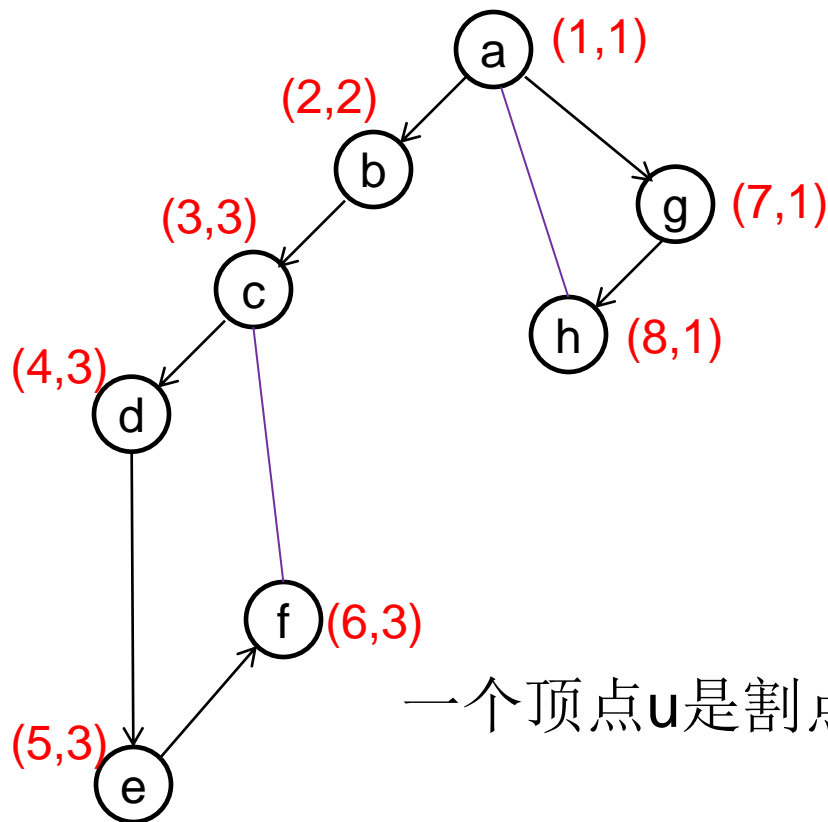 a (1,1)
(2,2)
b
g (7,1)
(3,3)
c
h (8,1)
(4,3)
d
f (6,3)
一个顶点u是割点
(5,3)
e